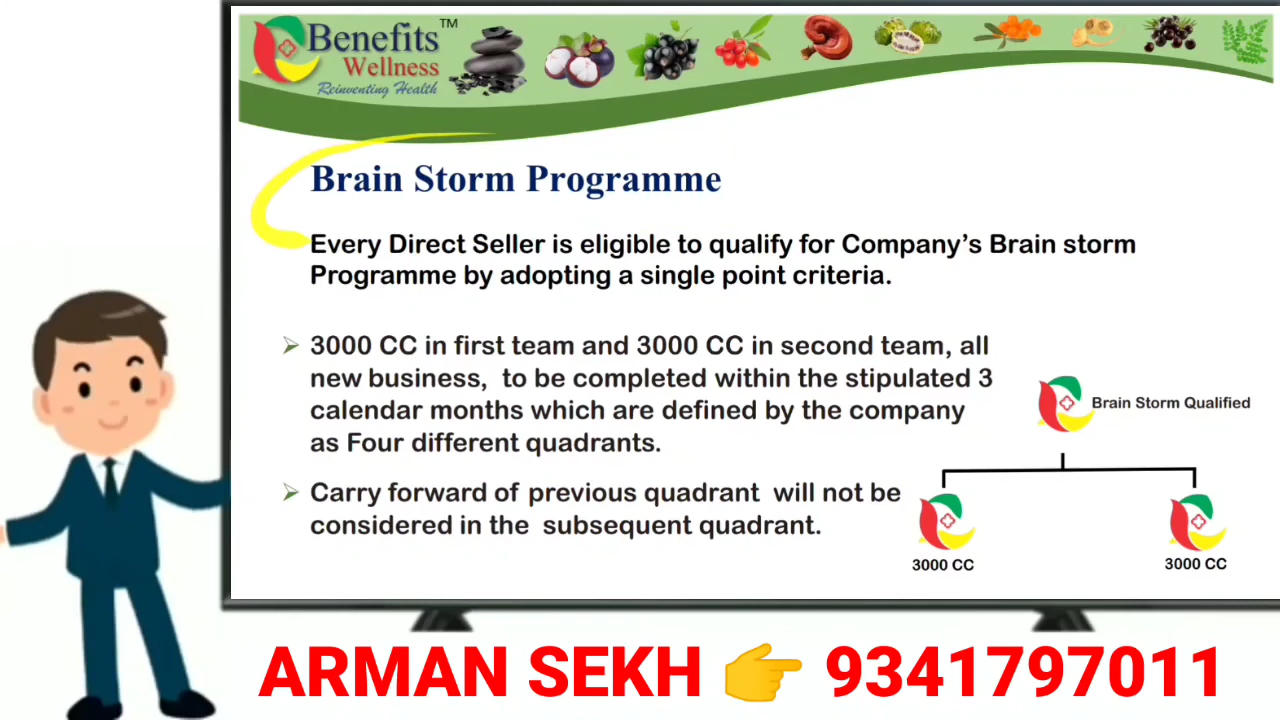 Benefits™
Wellness
Reinventing Health
Brain Storm Programme
Every Direct Seller is eligible to qualify for Company's Brain storm
Programme by adopting a single point criteria.
3000 CC in first team and 3000 CC in second team, all
new business, to be completed within the stipulated 3
calendar months which are defined by the company
as Four different quadrants.
Carry forward of previous quadrant will not be
considered in the subsequent quadrant.
Brain Storm Qualified
3000 CC
3000 CC
ARMAN SEKH 👉 9341797011